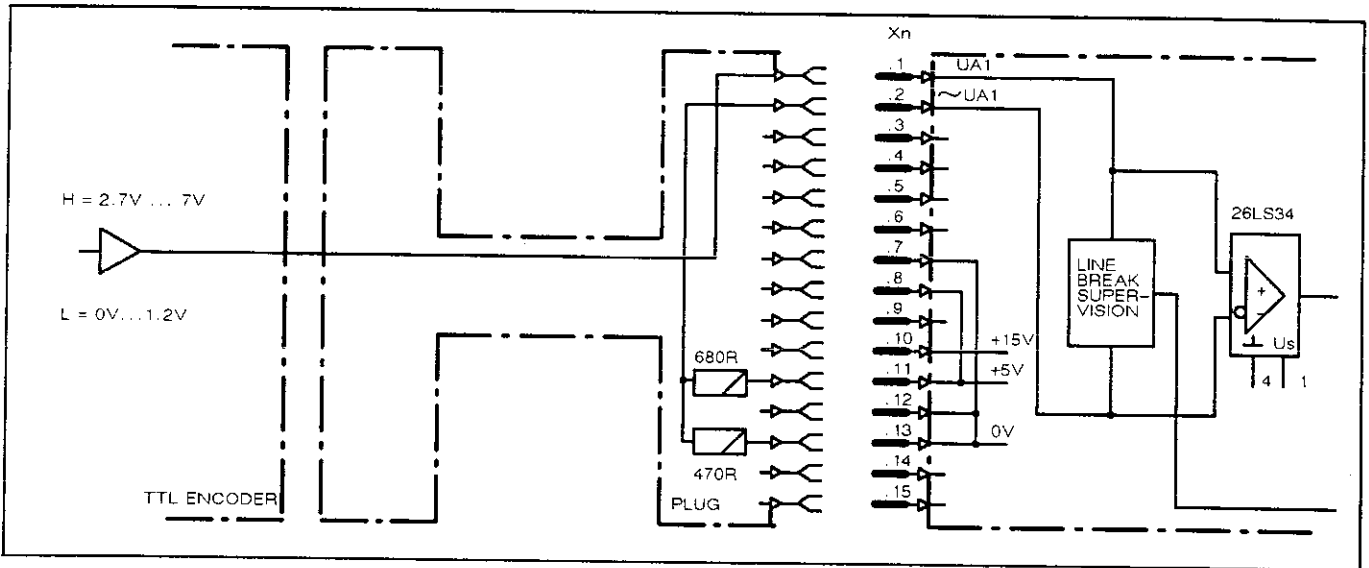 Xn
.1
UA1
.2
~UA1
.3
.4
.5
.6
.7
.8
.9
.10
+15V
.11
+5V
.12
.13
0V
.14
.15
H = 2.7V ... 7V
L = 0V...1.2V
TTL ENCODER
680R
470R
PLUG
LINE
BREAK
SUPER-
VISION
26LS34
+
-
Us
4 1